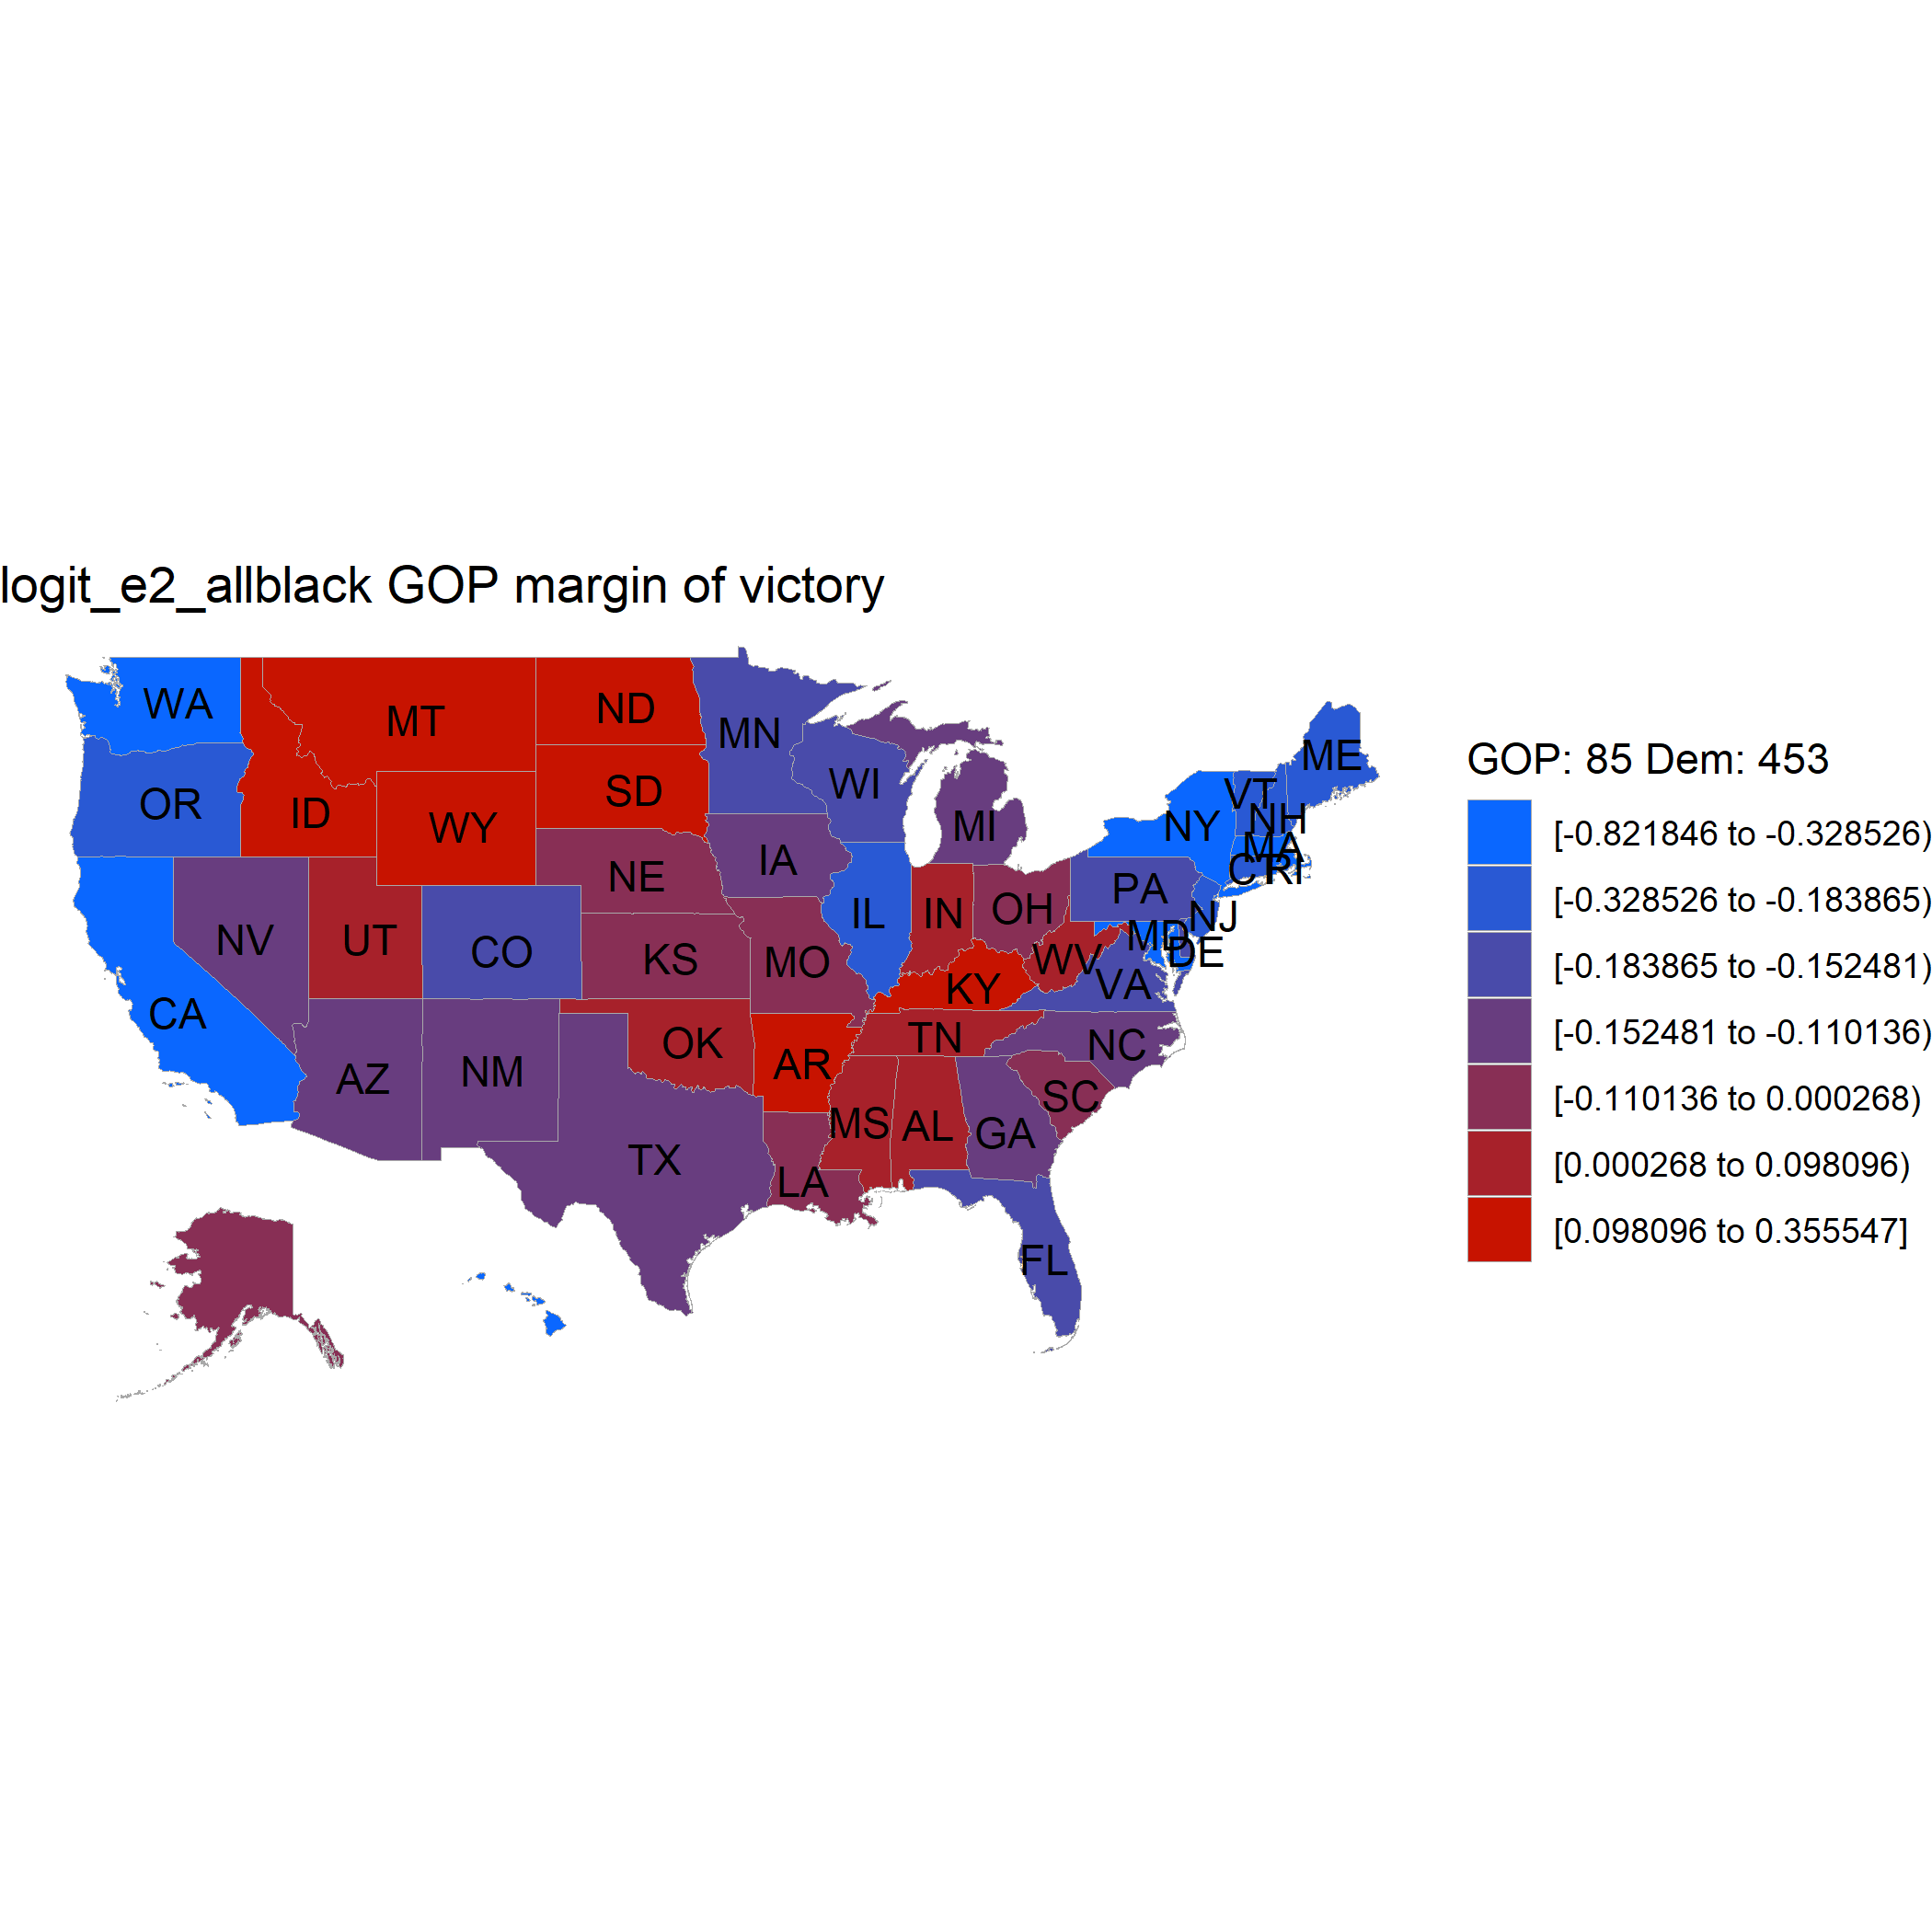 logit_e2_allblack GOP margin of victory
WA
MT
ND
MN
ME
OR
ID
WY
SD
WI
MI
NY
VT
NH
MA
CT
RI
NV
UT
CO
NE
IA
IL
IN
OH
PA
NJ
MD
DE
CA
KS
MO
KY
WV
VA
AZ
NM
OK
AR
TN
NC
TX
LA
MS
AL
GA
SC
FL
GOP: 85 Dem: 453
[-0.821846 to -0.328526)
[-0.328526 to -0.183865)
[-0.183865 to -0.152481)
[-0.152481 to -0.110136)
[-0.110136 to 0.000268)
[0.000268 to 0.098096)
[0.098096 to 0.355547]